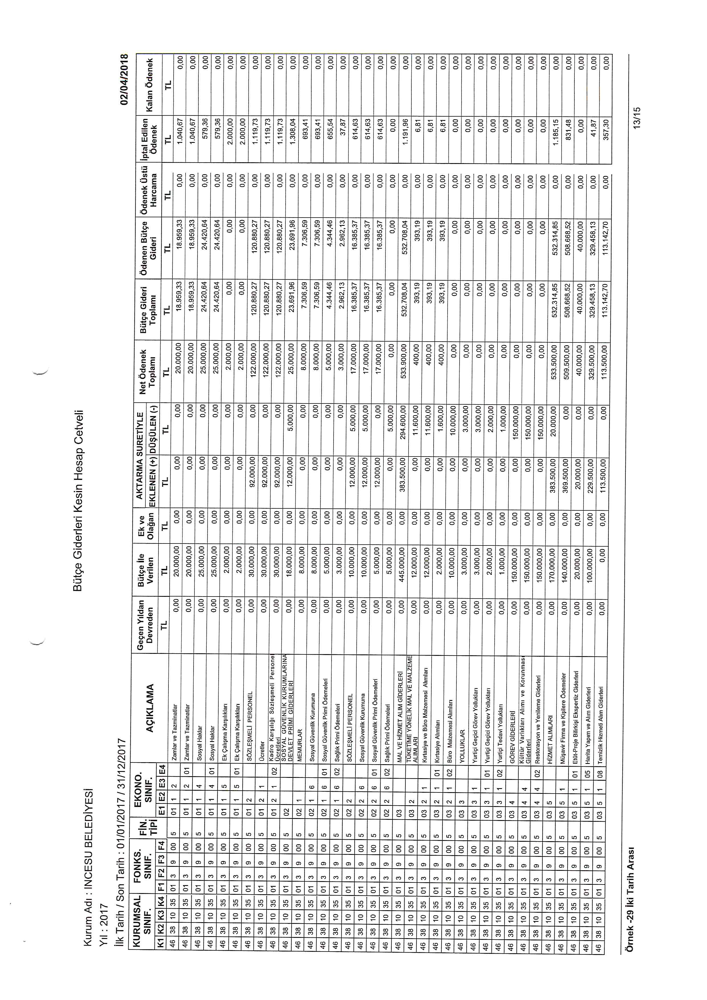 Bütçe Giderleri Kesin Hesap Cetveli
Kurum Adı : INCESU BELEDİYESİ
Yıl : 2017
İlk Tarih / Son Tarih : 01/01/2017 / 31/12/2017 02/04/2018
KURUMSAL SINIF. FONKS. SINIF. FİN. TİPİ EKONO. SINIF. AÇIKLAMA Geçen Yıldan Devreden Bütçe İle Verilen Ek ve Olağan AKTARMA SURETİYLE Net Ödenek Toplamı Bütçe Gideri Toplamı Ödenen Bütçe Gideri Ödenek Üstü Harcama İptal Edilen Ödenek Kalan Ödenek
EKLENEN (+) DÜŞÜLEN (-)
K1 K2 K3 K4 F1 F2 F3 F4 E1 E2 E3 E4 TL TL TL TL TL TL TL TL TL TL TL
46 38 10 35 01 3 9 00 5 01 1 2 Zamlar ve Tazminatlar 0,00 20.000,00 0,00 0,00 0,00 20.000,00 18.959,33 18.959,33 0,00 1.040,67 0,00
46 38 10 35 01 3 9 00 5 01 1 2 01 Zamlar ve Tazminatlar 0,00 20.000,00 0,00 0,00 0,00 20.000,00 18.959,33 18.959,33 0,00 1.040,67 0,00
46 38 10 35 01 3 9 00 5 01 1 4 Sosyal Haklar 0,00 25.000,00 0,00 0,00 0,00 25.000,00 24.420,64 24.420,64 0,00 579,36 0,00
46 38 10 35 01 3 9 00 5 01 1 4 01 Sosyal Haklar 0,00 25.000,00 0,00 0,00 0,00 25.000,00 24.420,64 24.420,64 0,00 579,36 0,00
46 38 10 35 01 3 9 00 5 01 1 5 Ek Çalışma Karşılıkları 0,00 2.000,00 0,00 0,00 0,00 2.000,00 0,00 0,00 0,00 2.000,00 0,00
46 38 10 35 01 3 9 00 5 01 1 5 01 Ek Çalışma Karşılıkları 0,00 2.000,00 0,00 0,00 0,00 2.000,00 0,00 0,00 0,00 2.000,00 0,00
46 38 10 35 01 3 9 00 5 01 2 SÖZLEŞMELİ PERSONEL 0,00 30.000,00 0,00 92.000,00 0,00 122.000,00 120.880,27 120.880,27 0,00 1.119,73 0,00
46 38 10 35 01 3 9 00 5 01 2 1 Ücretler 0,00 30.000,00 0,00 92.000,00 0,00 122.000,00 120.880,27 120.880,27 0,00 1.119,73 0,00
46 38 10 35 01 3 9 00 5 01 2 1 02 Kadro Karşılığı Sözleşmeli Personel Ücretleri 0,00 30.000,00 0,00 92.000,00 0,00 122.000,00 120.880,27 120.880,27 0,00 1.119,73 0,00
46 38 10 35 01 3 9 00 5 02 SOSYAL GÜVENLİK KURUMLARINA DEVLET PRİMİ GİDERLERİ 0,00 18.000,00 0,00 12.000,00 5.000,00 25.000,00 23.691,96 23.691,96 0,00 1.308,04 0,00
46 38 10 35 01 3 9 00 5 02 1 MEMURLAR 0,00 8.000,00 0,00 0,00 0,00 8.000,00 7.306,59 7.306,59 0,00 693,41 0,00
46 38 10 35 01 3 9 00 5 02 1 6 Sosyal Güvenlik Kurumuna 0,00 8.000,00 0,00 0,00 0,00 8.000,00 7.306,59 7.306,59 0,00 693,41 0,00
46 38 10 35 01 3 9 00 5 02 1 6 01 Sosyal Güvenlik Primi Ödemeleri 0,00 5.000,00 0,00 0,00 0,00 5.000,00 4.344,46 4.344,46 0,00 655,54 0,00
46 38 10 35 01 3 9 00 5 02 1 6 02 Sağlık Primi Ödemeleri 0,00 3.000,00 0,00 0,00 0,00 3.000,00 2.962,13 2.962,13 0,00 37,87 0,00
46 38 10 35 01 3 9 00 5 02 2 SÖZLEŞMELİ PERSONEL 0,00 10.000,00 0,00 12.000,00 5.000,00 17.000,00 16.385,37 16.385,37 0,00 614,63 0,00
46 38 10 35 01 3 9 00 5 02 2 6 Sosyal Güvenlik Kurumuna 0,00 10.000,00 0,00 12.000,00 5.000,00 17.000,00 16.385,37 16.385,37 0,00 614,63 0,00
46 38 10 35 01 3 9 00 5 02 2 6 01 Sosyal Güvenlik Primi Ödemeleri 0,00 5.000,00 0,00 12.000,00 0,00 17.000,00 16.385,37 16.385,37 0,00 614,63 0,00
46 38 10 35 01 3 9 00 5 02 2 6 02 Sağlık Primi Ödemeleri 0,00 5.000,00 0,00 0,00 5.000,00 0,00 0,00 0,00 0,00 0,00 0,00
46 38 10 35 01 3 9 00 5 03 MAL VE HİZMET ALIM GİDERLERİ 0,00 445.000,00 0,00 383.500,00 294.600,00 533.900,00 532.708,04 532.708,04 0,00 1.191,96 0,00
46 38 10 35 01 3 9 00 5 03 2 TÜKETİME YÖNELİK MAL VE MALZEME ALIMLARI 0,00 12.000,00 0,00 0,00 11.600,00 400,00 393,19 393,19 0,00 6,81 0,00
46 38 10 35 01 3 9 00 5 03 2 1 Kırtasiye ve Büro Malzemesi Alımları 0,00 12.000,00 0,00 0,00 11.600,00 400,00 393,19 393,19 0,00 6,81 0,00
46 38 10 35 01 3 9 00 5 03 2 1 01 Kırtasiye Alımları 0,00 2.000,00 0,00 0,00 1.600,00 400,00 393,19 393,19 0,00 6,81 0,00
46 38 10 35 01 3 9 00 5 03 2 1 02 Büro Malzemesi Alımları 0,00 10.000,00 0,00 0,00 10.000,00 0,00 0,00 0,00 0,00 0,00 0,00
46 38 10 35 01 3 9 00 5 03 3 YOLLUKLAR 0,00 3.000,00 0,00 0,00 3.000,00 0,00 0,00 0,00 0,00 0,00 0,00
46 38 10 35 01 3 9 00 5 03 3 1 Yurtiçi Geçici Görev Yollukları 0,00 3.000,00 0,00 0,00 3.000,00 0,00 0,00 0,00 0,00 0,00 0,00
46 38 10 35 01 3 9 00 5 03 3 1 01 Yurtiçi Geçici Görev Yollukları 0,00 2.000,00 0,00 0,00 2.000,00 0,00 0,00 0,00 0,00 0,00 0,00
46 38 10 35 01 3 9 00 5 03 3 1 02 Yurtiçi Tedavi Yollukları 0,00 1.000,00 0,00 0,00 1.000,00 0,00 0,00 0,00 0,00 0,00 0,00
46 38 10 35 01 3 9 00 5 03 4 GÖREV GİDERLERİ 0,00 150.000,00 0,00 0,00 150.000,00 0,00 0,00 0,00 0,00 0,00 0,00
46 38 10 35 01 3 9 00 5 03 4 4 Kültür Varlıkları Alımı ve Korunması Giderleri 0,00 150.000,00 0,00 0,00 150.000,00 0,00 0,00 0,00 0,00 0,00 0,00
46 38 10 35 01 3 9 00 5 03 4 4 02 Restorasyon ve Yenileme Giderleri 0,00 150.000,00 0,00 0,00 150.000,00 0,00 0,00 0,00 0,00 0,00 0,00
46 38 10 35 01 3 9 00 5 03 5 HİZMET ALIMLARI 0,00 170.000,00 0,00 383.500,00 20.000,00 533.500,00 532.314,85 532.314,85 0,00 1.185,15 0,00
46 38 10 35 01 3 9 00 5 03 5 1 Müşavir Firma ve Kişilere Ödemeler 0,00 140.000,00 0,00 369.500,00 0,00 509.500,00 508.668,52 508.668,52 0,00 831,48 0,00
46 38 10 35 01 3 9 00 5 03 5 1 01 Etüt-Proje Bilirkişi Ekspertiz Giderleri 0,00 20.000,00 0,00 20.000,00 0,00 40.000,00 40.000,00 40.000,00 0,00 0,00 0,00
46 38 10 35 01 3 9 00 5 03 5 1 05 Harita Yapım ve Alım Giderleri 0,00 100.000,00 0,00 229.500,00 0,00 329.500,00 329.458,13 329.458,13 0,00 41,87 0,00
46 38 10 35 01 3 9 00 5 03 5 1 08 Temizlik Hizmeti Alım Giderleri 0,00 0,00 0,00 113.500,00 0,00 113.500,00 113.142,70 113.142,70 0,00 357,30 0,00
Örnek -29 İki Tarih Arası 13/15